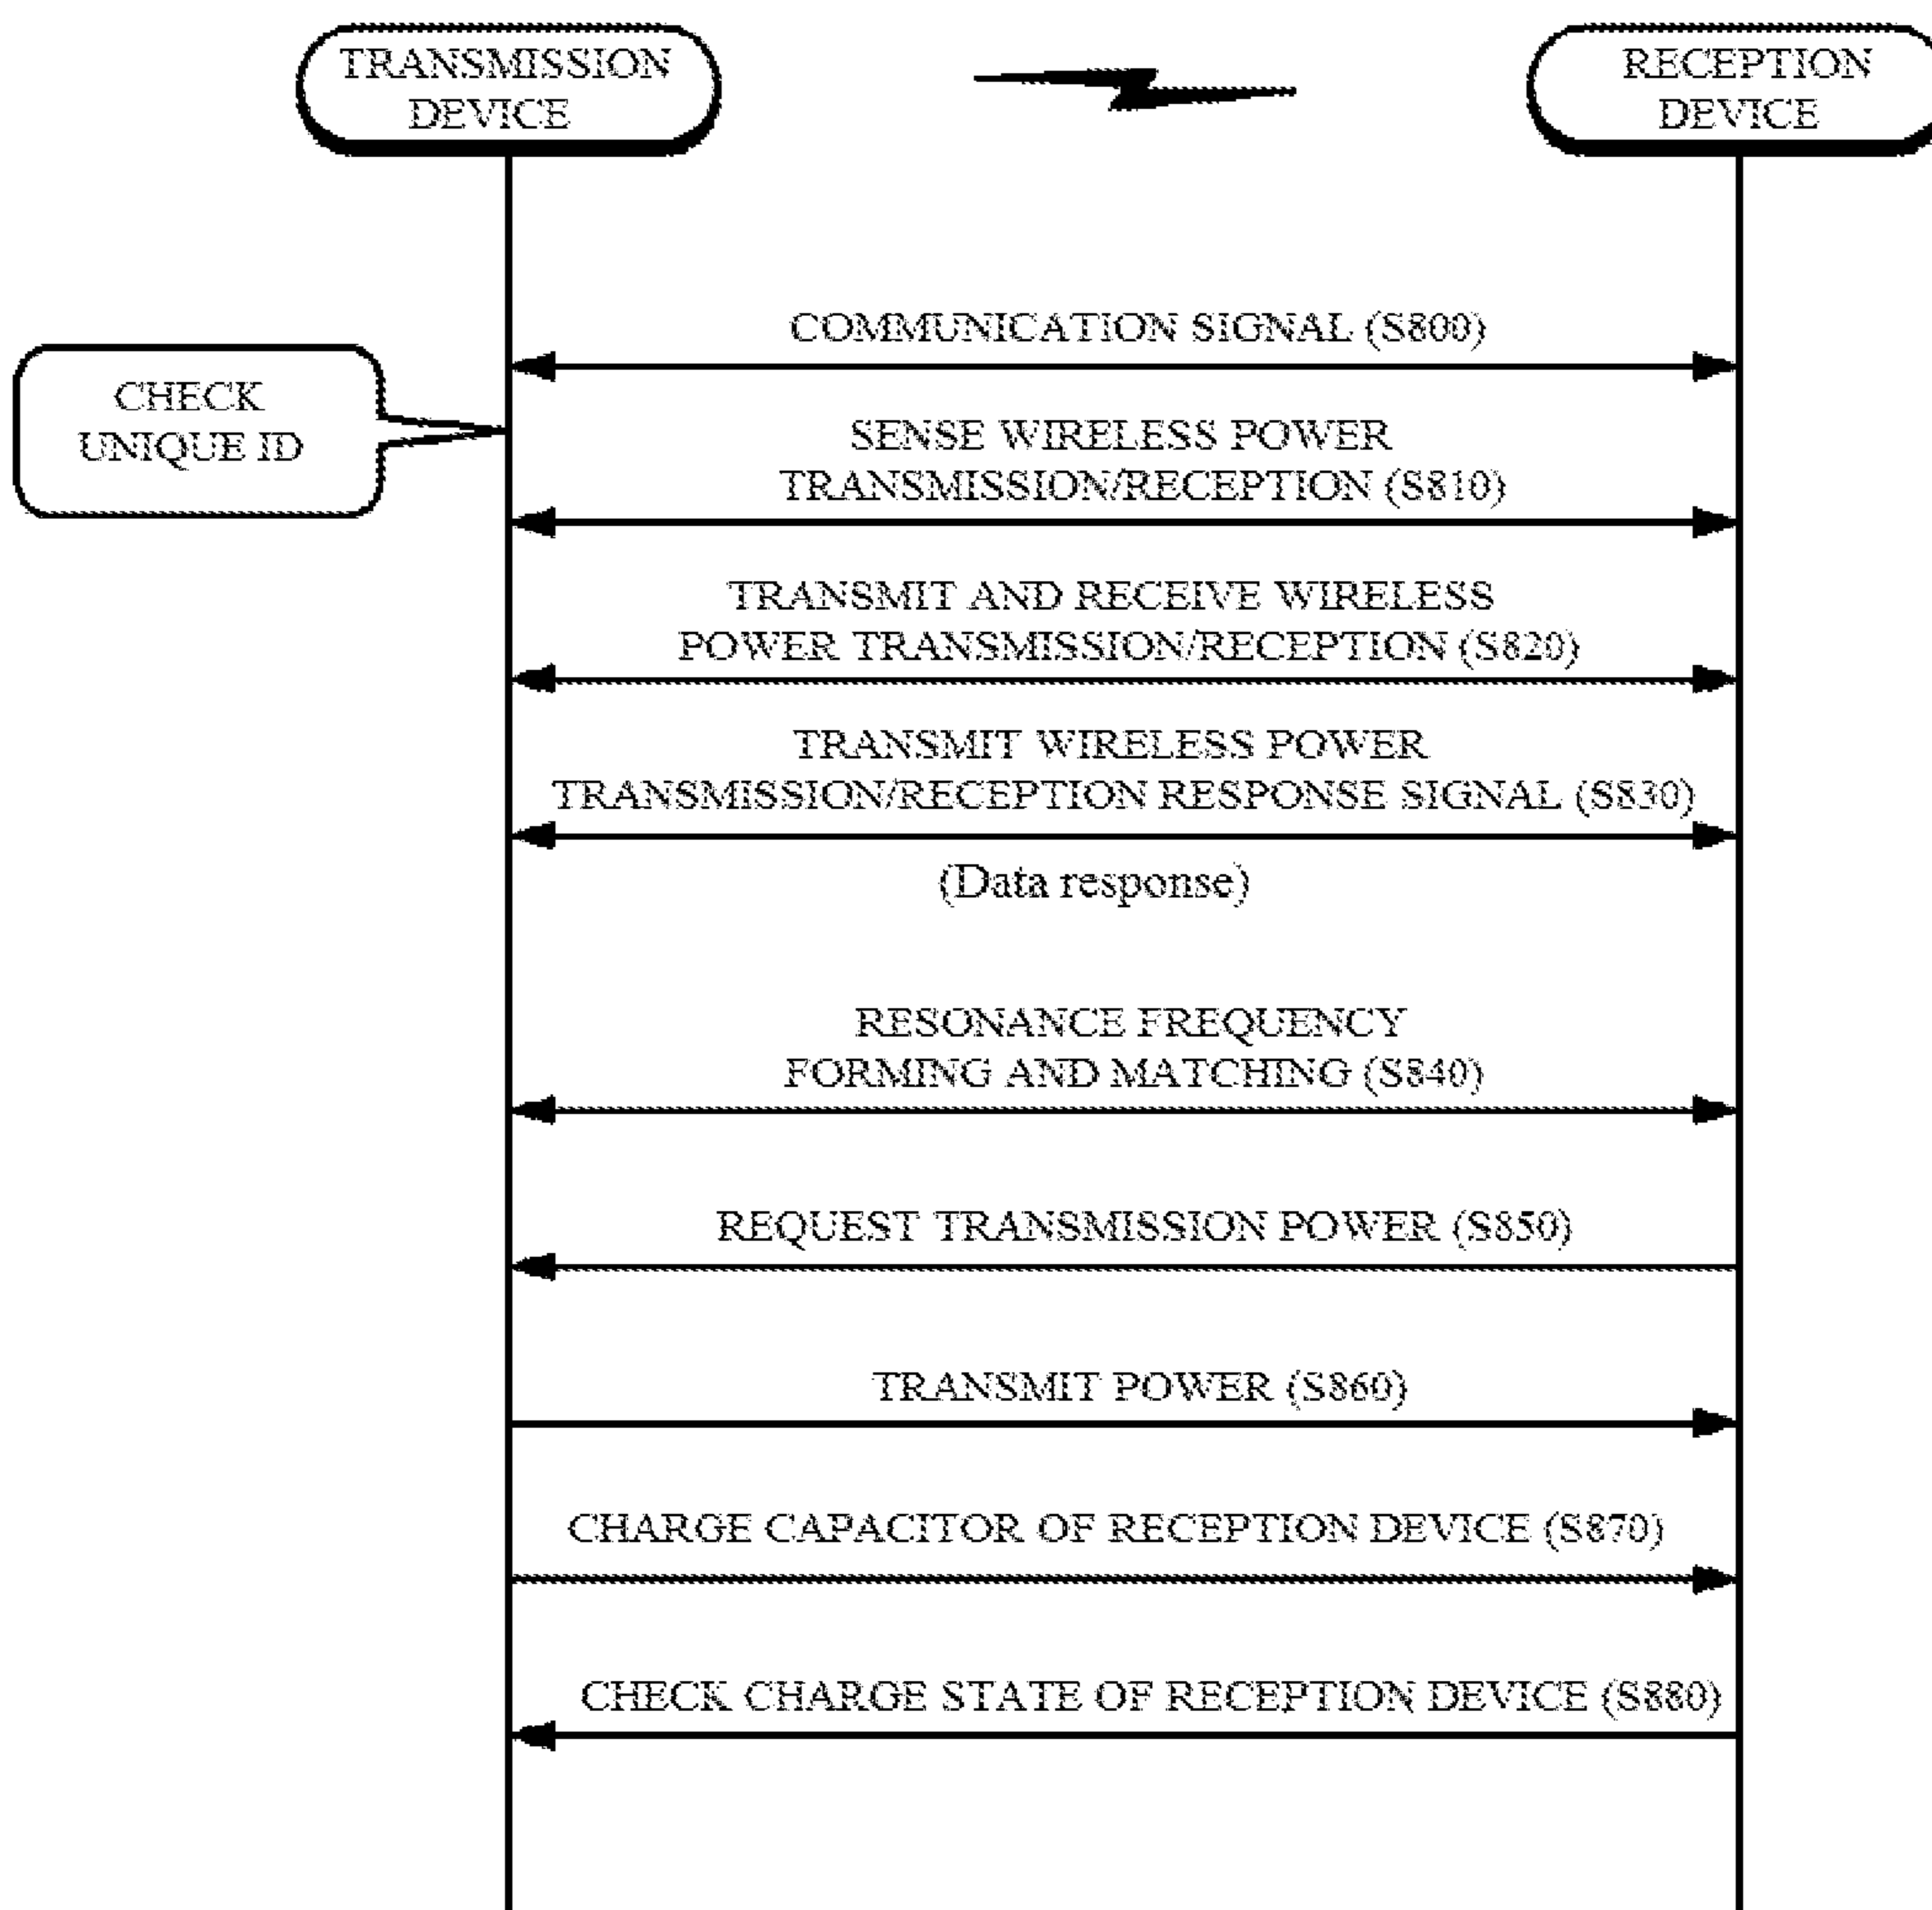 TRANSMISSION
DEVICE
RECEPTION
DEVICE
COMMUNICATION SIGNAL (S800)
CHECK
UNIQUE ID
SENSE WIRELESS POWER
TRANSMISSION/RECEPTION (S810)
TRANSMIT AND RECEIVE WIRELESS
POWER TRANSMISSION/RECEPTION (S820)
TRANSMIT WIRELESS POWER
TRANSMISSION/RECEPTION RESPONSE SIGNAL (S830)
(Data response)
RESONANCE FREQUENCY
FORMING AND MATCHING (S840)
REQUEST TRANSMISSION POWER (S850)
TRANSMIT POWER (S860)
CHARGE CAPACITOR OF RECEPTION DEVICE (S870)
CHECK CHARGE STATE OF RECEPTION DEVICE (S880)